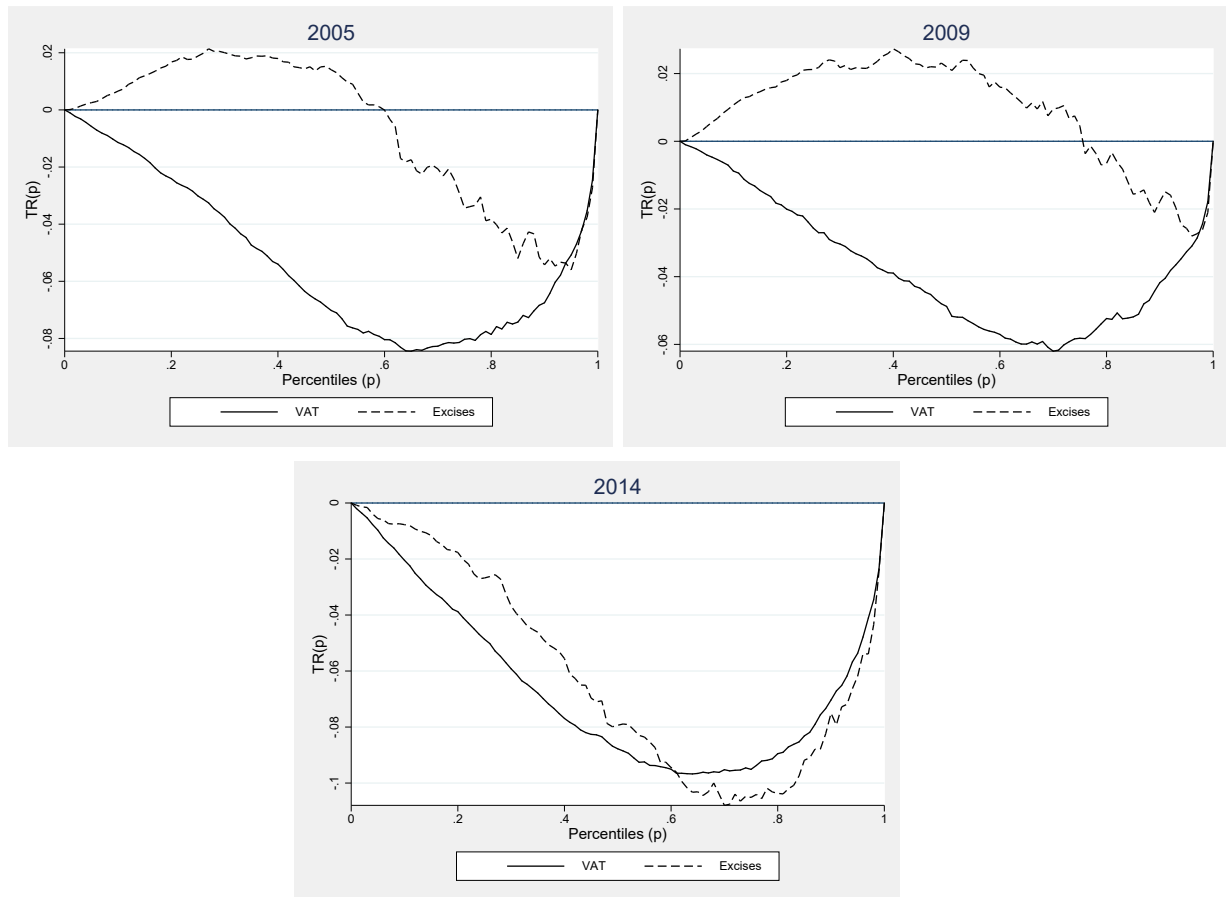 2005
.02
0
-.02
-.04
-.06
-.08
TR(p)
0 .2 .4 .6 .8 1
Percentiles (p)
VAT Excises
2009
.02
0
-.02
-.04
-.06
TR(p)
0 .2 .4 .6 .8 1
Percentiles (p)
VAT Excises
2014
0
-.02
-.04
-.06
-.08
-.1
TR(p)
0 .2 .4 .6 .8 1
Percentiles (p)
VAT Excises